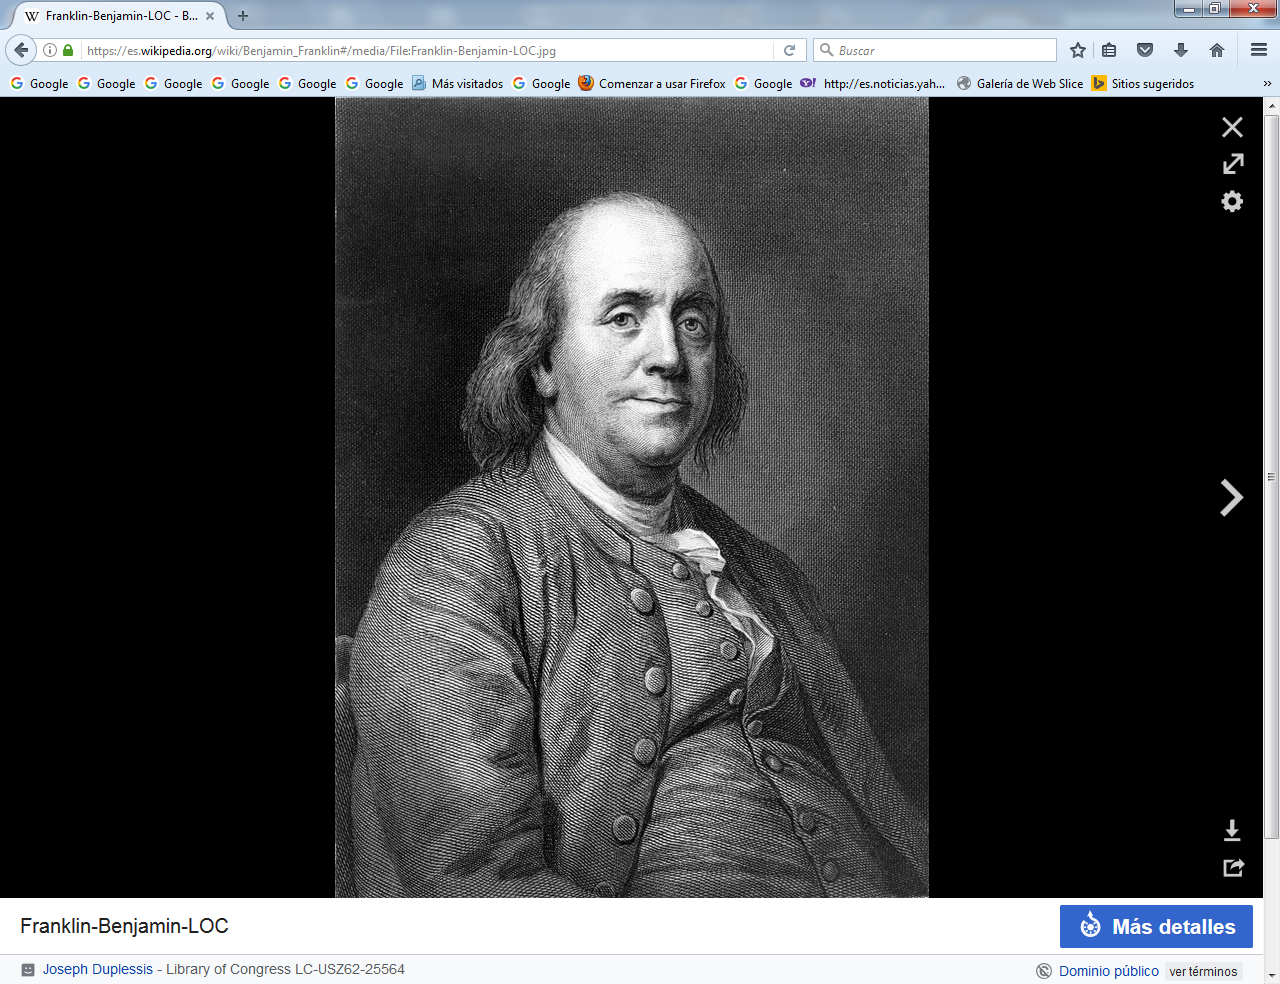 Franklin-Benjamin-LOC - B...
https://es.wikipedia.org/wiki/Benjamin_Franklin#/media/File:Franklin-Benjamin-LOC.jpg
Buscar
Google Google Google Google Google Google Más visitados Google Comenzar a usar Firefox Google http://es.noticias.yah... Galería de Web Slice Sitios sugeridos
Franklin-Benjamin-LOC
Más detalles
Joseph Duplessis - Library of Congress LC-USZ62-25564
Dominio público ver términos